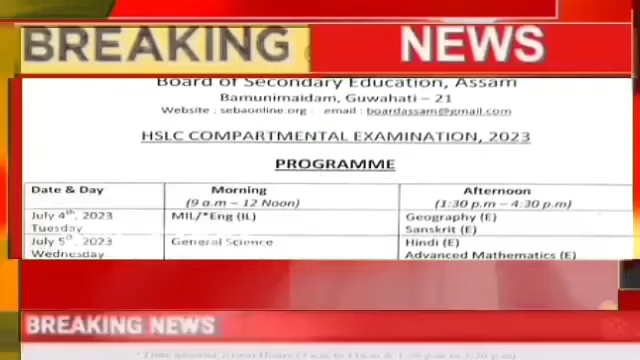 BREAKING NEWS
Board of Secondary Education, Assam
Bamunimaidam, Guwahati – 21
Website : sebaonline.org : email : boardassam@gmail.com
HSLC COMPARTMENTAL EXAMINATION, 2023
PROGRAMME
Date & Day Morning (9 a.m – 12 Noon) Afternoon (1:30 p.m – 4:30 p.m)
July 4th, 2023 Tuesday MIL/*Eng (IL) Geography (E) Sanskrit (E)
July 5th, 2023 Wednesday General Science Hindi (E) Advanced Mathematics (E)
BREAKING NEWS